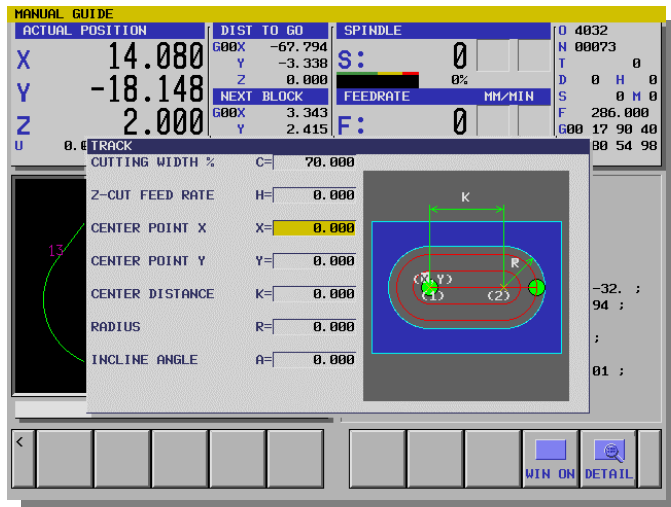 MANUAL GUIDE
ACTUAL POSITION DIST TO GO SPINDLE O 4032
X 14.080 G00X -67.794 S: 0 N 00073
Y -3.338 T 0
Z 0.000 0% D 0 H 0
Y -18.148 NEXT BLOCK FEEDRATE MM/MIN S 0 M 0
Z 2.000 G00X 3.343 F: 0 F 286.000
Y 2.415 G00 17 90 40
U 0. 80 54 98
TRACK
CUTTING WIDTH % C= 70.000
Z-CUT FEED RATE H= 0.000
CENTER POINT X X= 0.000
CENTER POINT Y Y= 0.000
CENTER DISTANCE K= 0.000
RADIUS R= 0.000
INCLINE ANGLE A= 0.000
K
R
(X,Y)
(1) (2)
13
-32. ;
94 ;
;
01 ;
<
WIN ON DETAIL